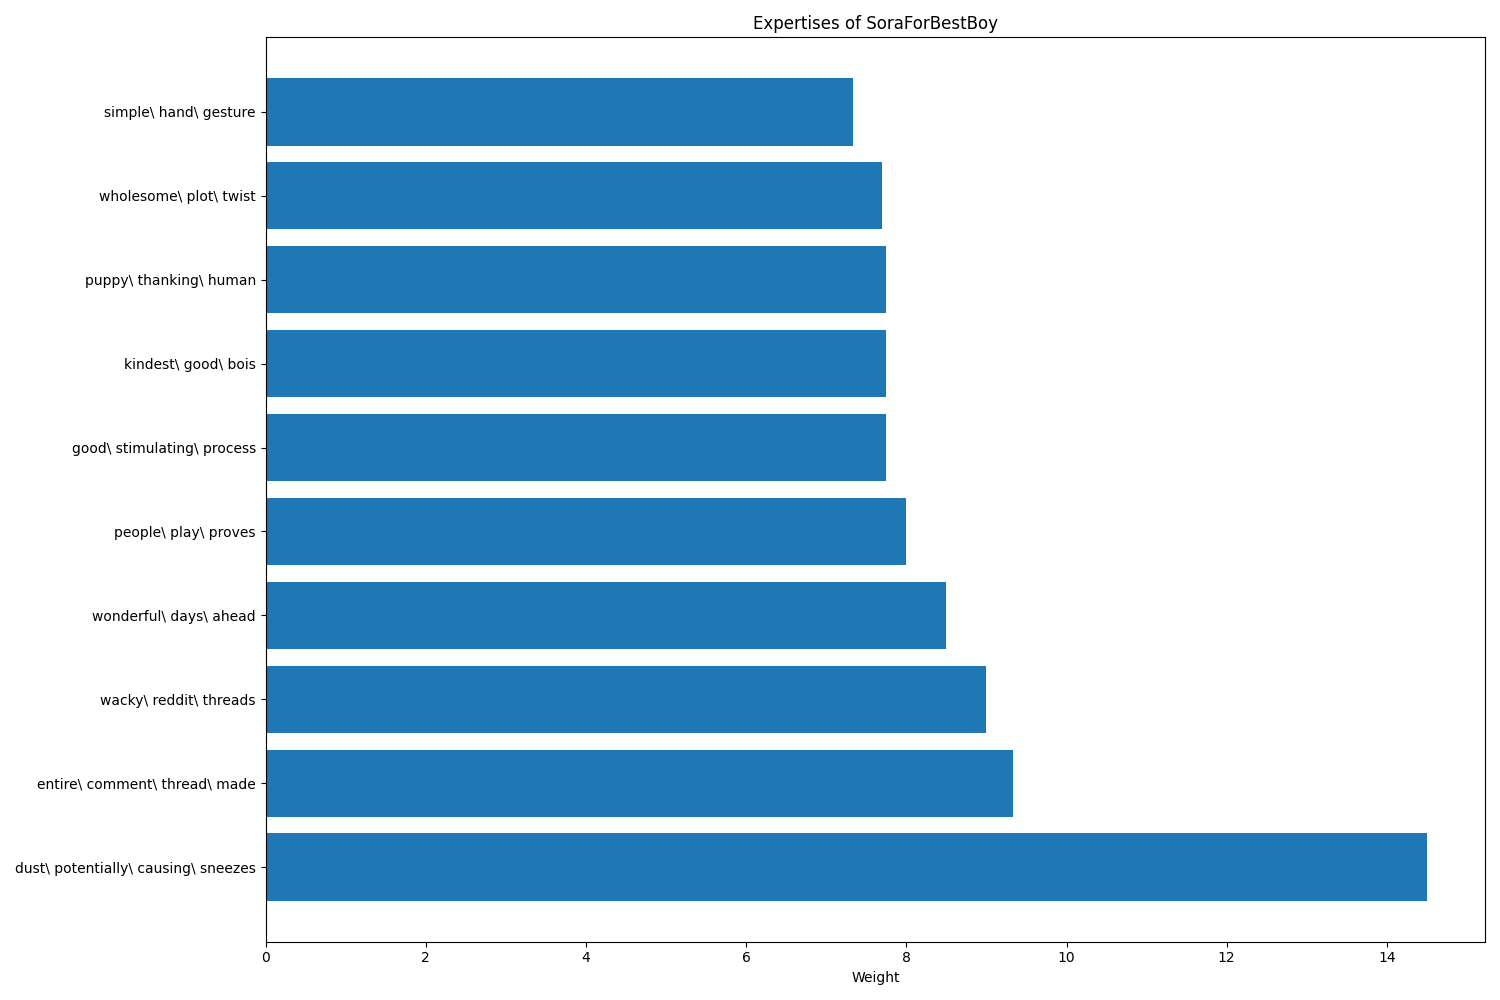 Expertises of SoraForBestBoy
simple\ hand\ gesture
wholesome\ plot\ twist
puppy\ thanking\ human
kindest\ good\ bois
good\ stimulating\ process
people\ play\ proves
wonderful\ days\ ahead
wacky\ reddit\ threads
entire\ comment\ thread\ made
dust\ potentially\ causing\ sneezes
0 2 4 6 8 10 12 14
Weight